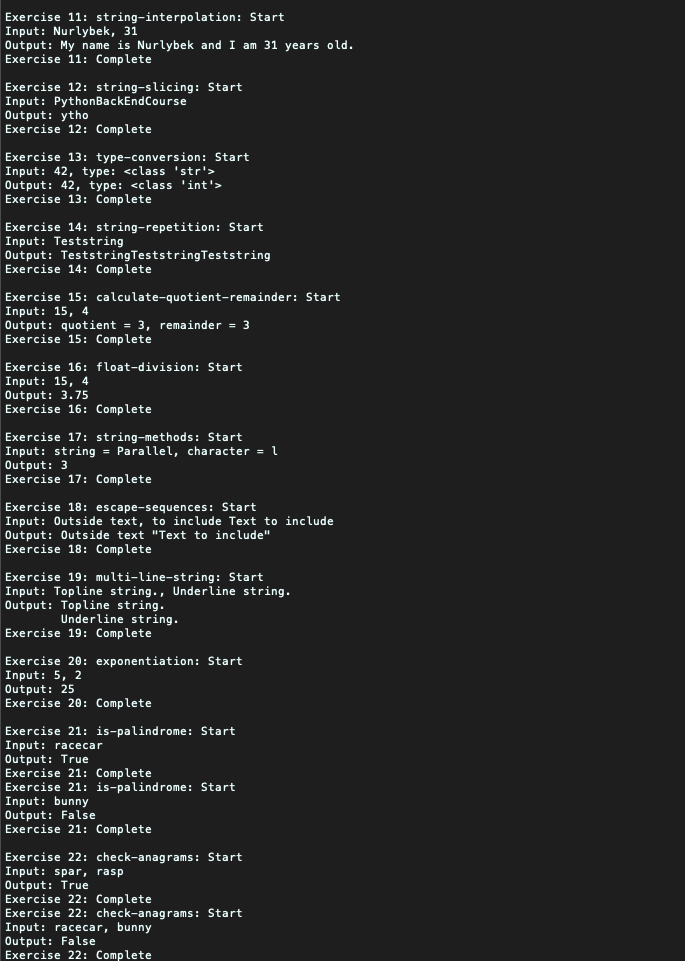 Exercise 11: string-interpolation: Start
Input: Nurlybek, 31
Output: My name is Nurlybek and I am 31 years old.
Exercise 11: Complete

Exercise 12: string-slicing: Start
Input: PythonBackEndCourse
Output: ytho
Exercise 12: Complete

Exercise 13: type-conversion: Start
Input: 42, type: <class 'str'>
Output: 42, type: <class 'int'>
Exercise 13: Complete

Exercise 14: string-repetition: Start
Input: Teststring
Output: TeststringTeststringTeststring
Exercise 14: Complete

Exercise 15: calculate-quotient-remainder: Start
Input: 15, 4
Output: quotient = 3, remainder = 3
Exercise 15: Complete

Exercise 16: float-division: Start
Input: 15, 4
Output: 3.75
Exercise 16: Complete

Exercise 17: string-methods: Start
Input: string = Parallel, character = l
Output: 3
Exercise 17: Complete

Exercise 18: escape-sequences: Start
Input: Outside text, to include Text to include
Output: Outside text "Text to include"
Exercise 18: Complete

Exercise 19: multi-line-string: Start
Input: Topline string., Underline string.
Output: Topline string.
        Underline string.
Exercise 19: Complete

Exercise 20: exponentiation: Start
Input: 5, 2
Output: 25
Exercise 20: Complete

Exercise 21: is-palindrome: Start
Input: racecar
Output: True
Exercise 21: Complete
Exercise 21: is-palindrome: Start
Input: bunny
Output: False
Exercise 21: Complete

Exercise 22: check-anagrams: Start
Input: spar, rasp
Output: True
Exercise 22: Complete
Exercise 22: check-anagrams: Start
Input: racecar, bunny
Output: False
Exercise 22: Complete